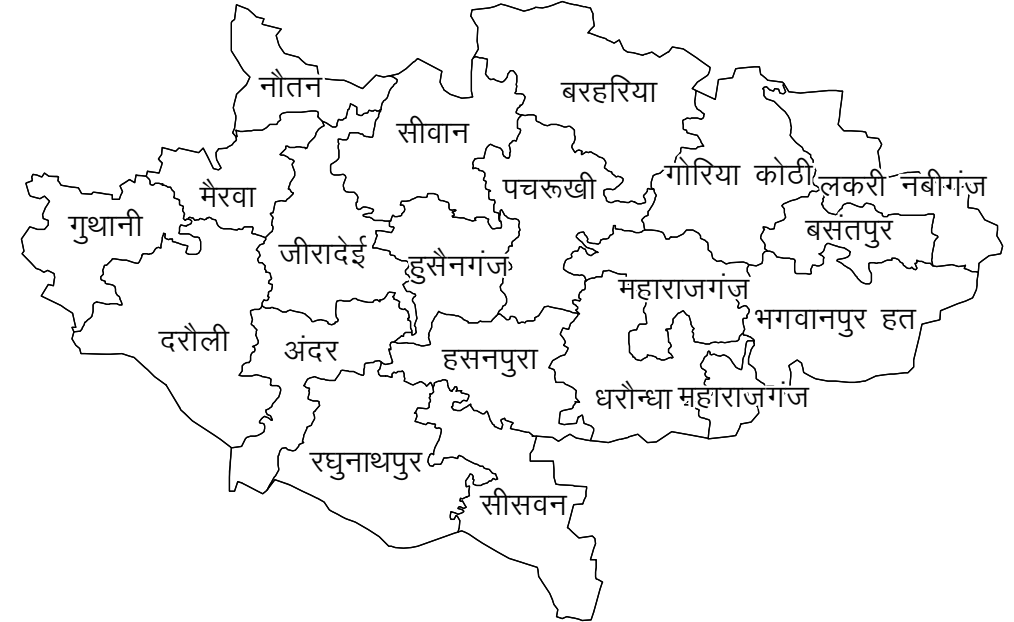 नौतन
बरहरिया
सीवान
गोरिया कोठी
पचरूखी
लकरी नबीगंज
मैरवा
गुथानी
बसंतपुर
जीरादेई
हुसैनगंज
महाराजगंज
भगवानपुर हत
दरौली
अंदर
हसनपुरा
धरौन्धा
महाराजगंज
रघुनाथपुर
सीसवन